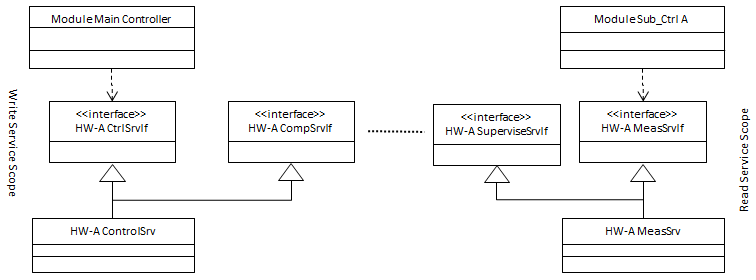 Module Main Controller
Module Sub_Ctrl A
Write Service Scope
<<interface>>
HW-A CtrlSrvIf
<<interface>>
HW-A CompSrvIf
<<interface>>
HW-A SuperviseSrvIf
<<interface>>
HW-A MeasSrvIf
Read Service Scope
HW-A ControlSrv
HW-A MeasSrv